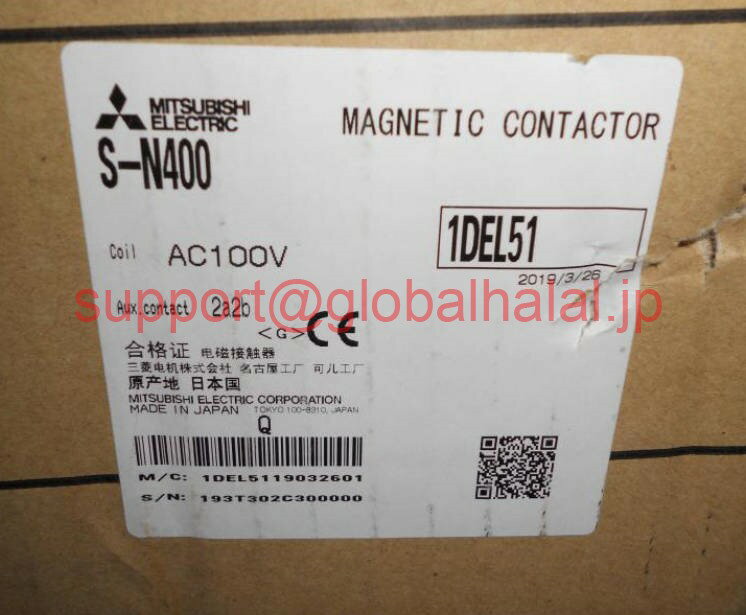 MITSUBISHI
ELECTRIC
MAGNETIC CONTACTOR
S-N400
1DEL51
Coil AC100V
2019/3/26
support@globalhalal.jp
Aux.contact 2a2b
<G> CE
合格证 电磁接触器
三菱电机株式会社 名古屋工厂 可儿工厂
原产地 日本国
MITSUBISHI ELECTRIC CORPORATION
MADE IN JAPAN TOKYO 100-8310, JAPAN
Q
M/C: 1DEL5119032601
S/N: 193T302C300000